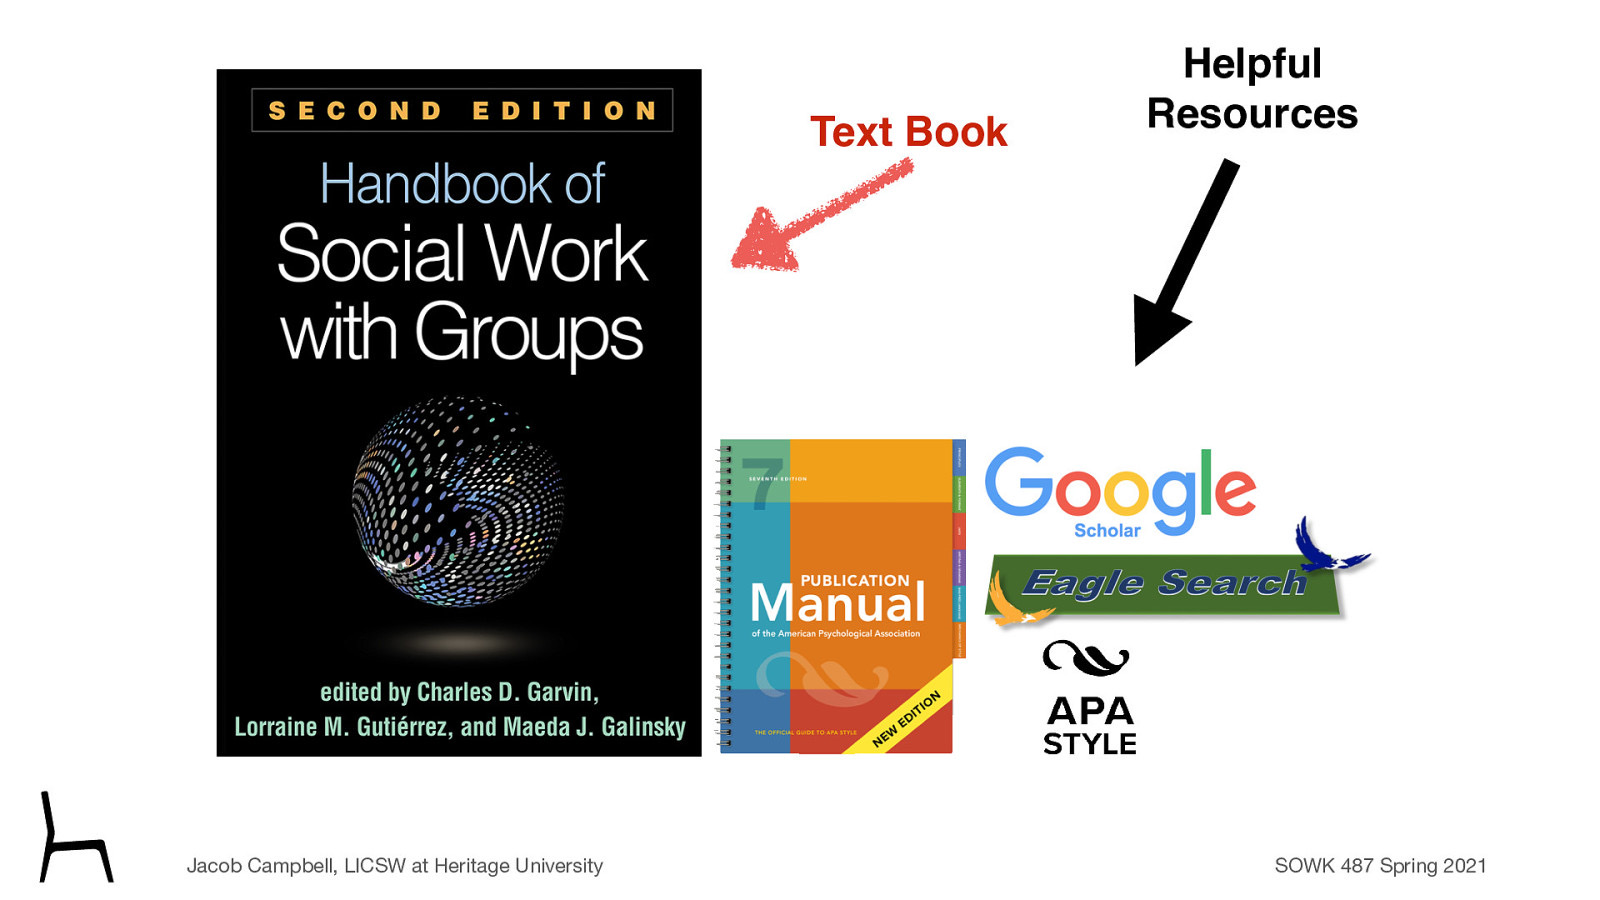 SECOND EDITION
Handbook of
Social Work
with Groups
edited by Charles D. Garvin,
Lorraine M. Gutiérrez, and Maeda J. Galinsky
Text Book
Helpful
Resources
7
SEVENTH EDITION
PUBLICATION
Manual
of the American Psychological Association
THE OFFICIAL GUIDE TO APA STYLE
NEW EDITION
Google
Scholar
Eagle Search
APA
STYLE
Jacob Campbell, LICSW at Heritage University
SOWK 487 Spring 2021